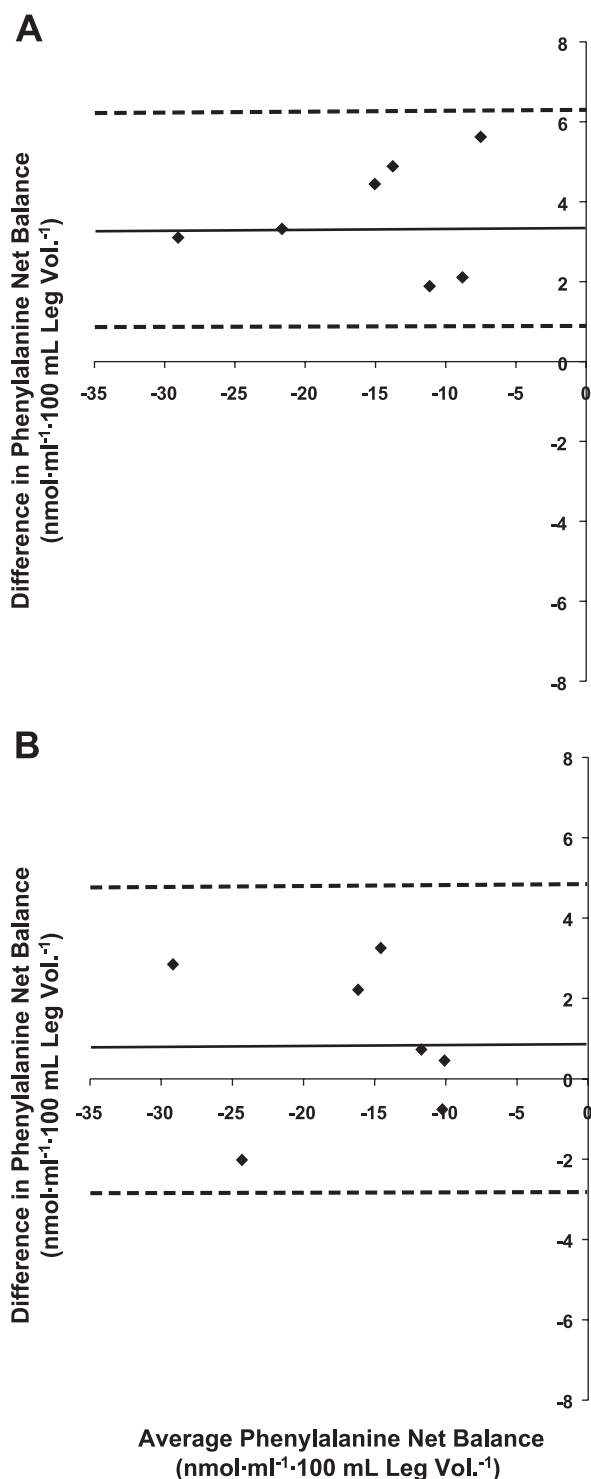 A
Difference in Phenylalanine Net Balance
(nmol·ml⁻¹·100 mL Leg Vol.⁻¹)
8
6
4
2
0
-35 -30 -25 -20 -15 -10 -5 0
-2
-4
-6
-8
B
Difference in Phenylalanine Net Balance
(nmol·ml⁻¹·100 mL Leg Vol.⁻¹)
8
6
4
2
0
-35 -30 -25 -20 -15 -10 -5 0
-2
-4
-6
-8
Average Phenylalanine Net Balance
(nmol·ml⁻¹·100 mL Leg Vol.⁻¹)